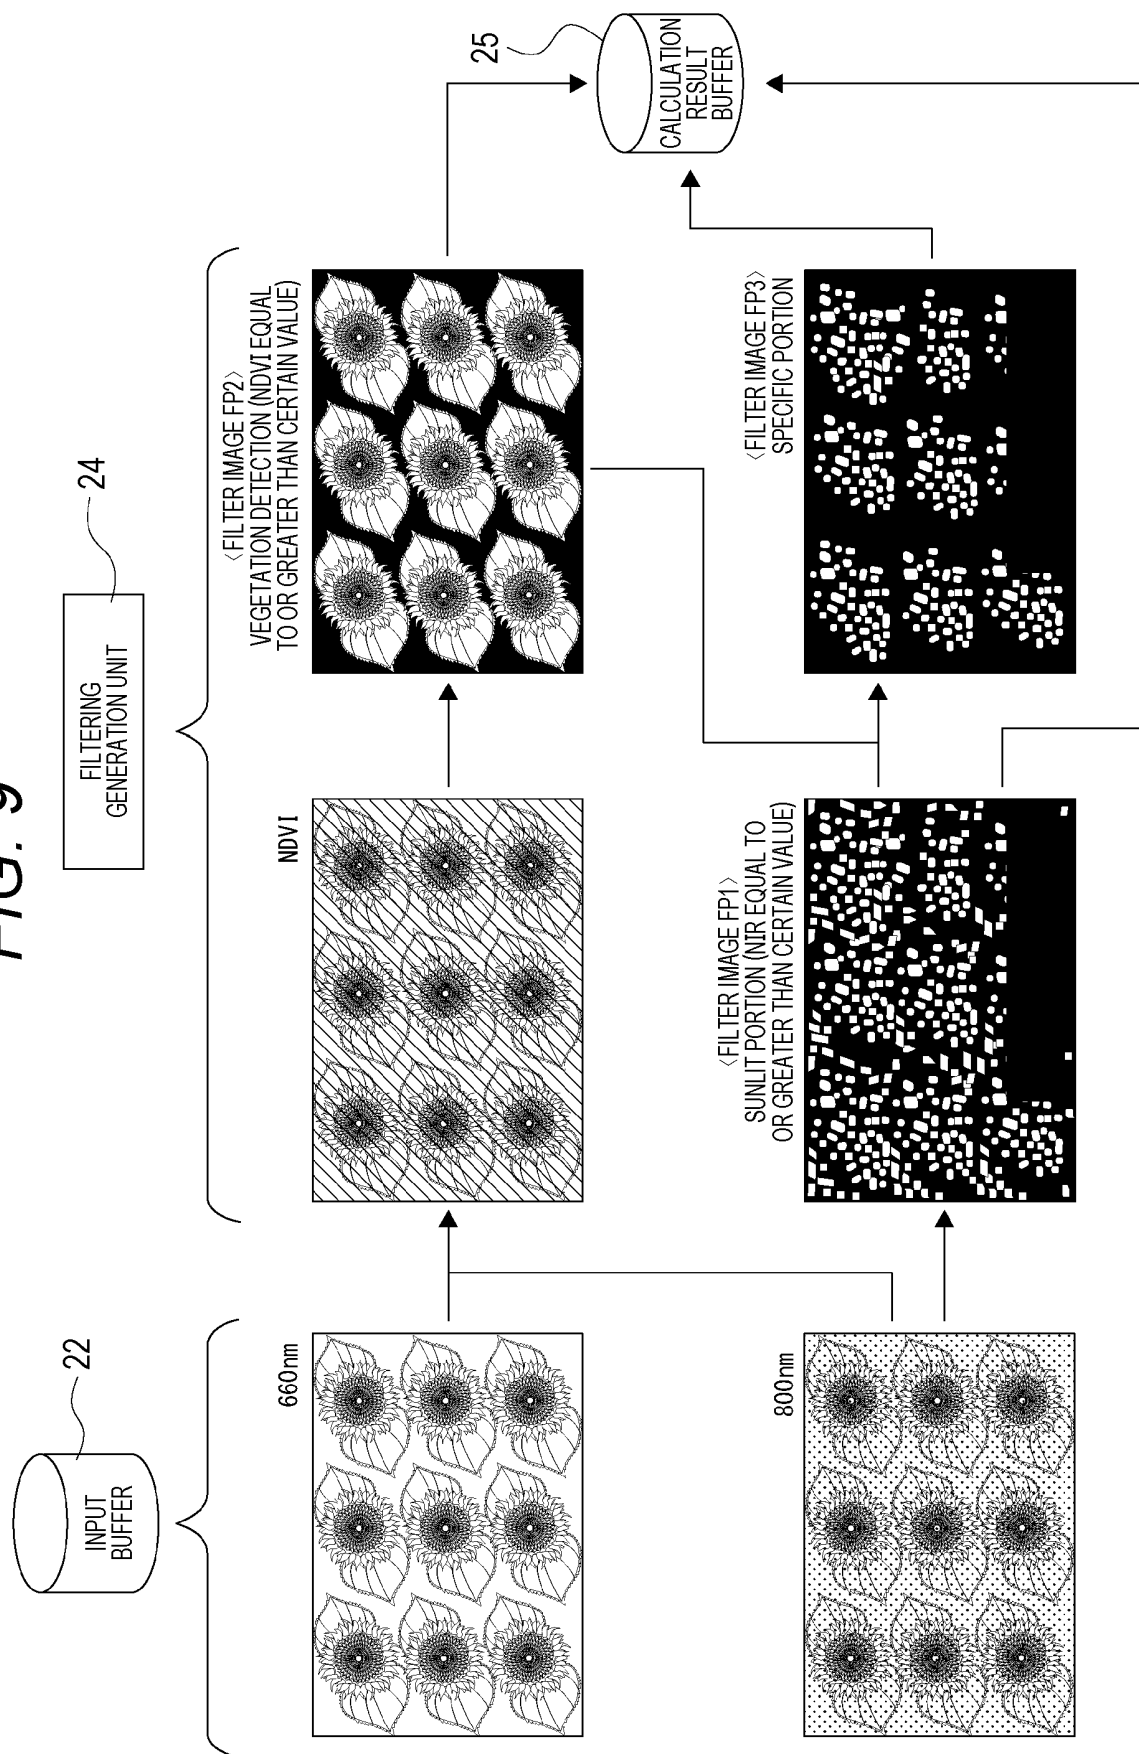 FIG. 9
INPUT
BUFFER
22
FILTERING
GENERATION UNIT
24
660nm
NDVI
<FILTER IMAGE FP2>
VEGETATION DETECTION (NDVI EQUAL
TO OR GREATER THAN CERTAIN VALUE)
25
CALCULATION
RESULT
BUFFER
800nm
<FILTER IMAGE FP1>
SUNLIT PORTION (NIR EQUAL TO
OR GREATER THAN CERTAIN VALUE)
<FILTER IMAGE FP3>
SPECIFIC PORTION